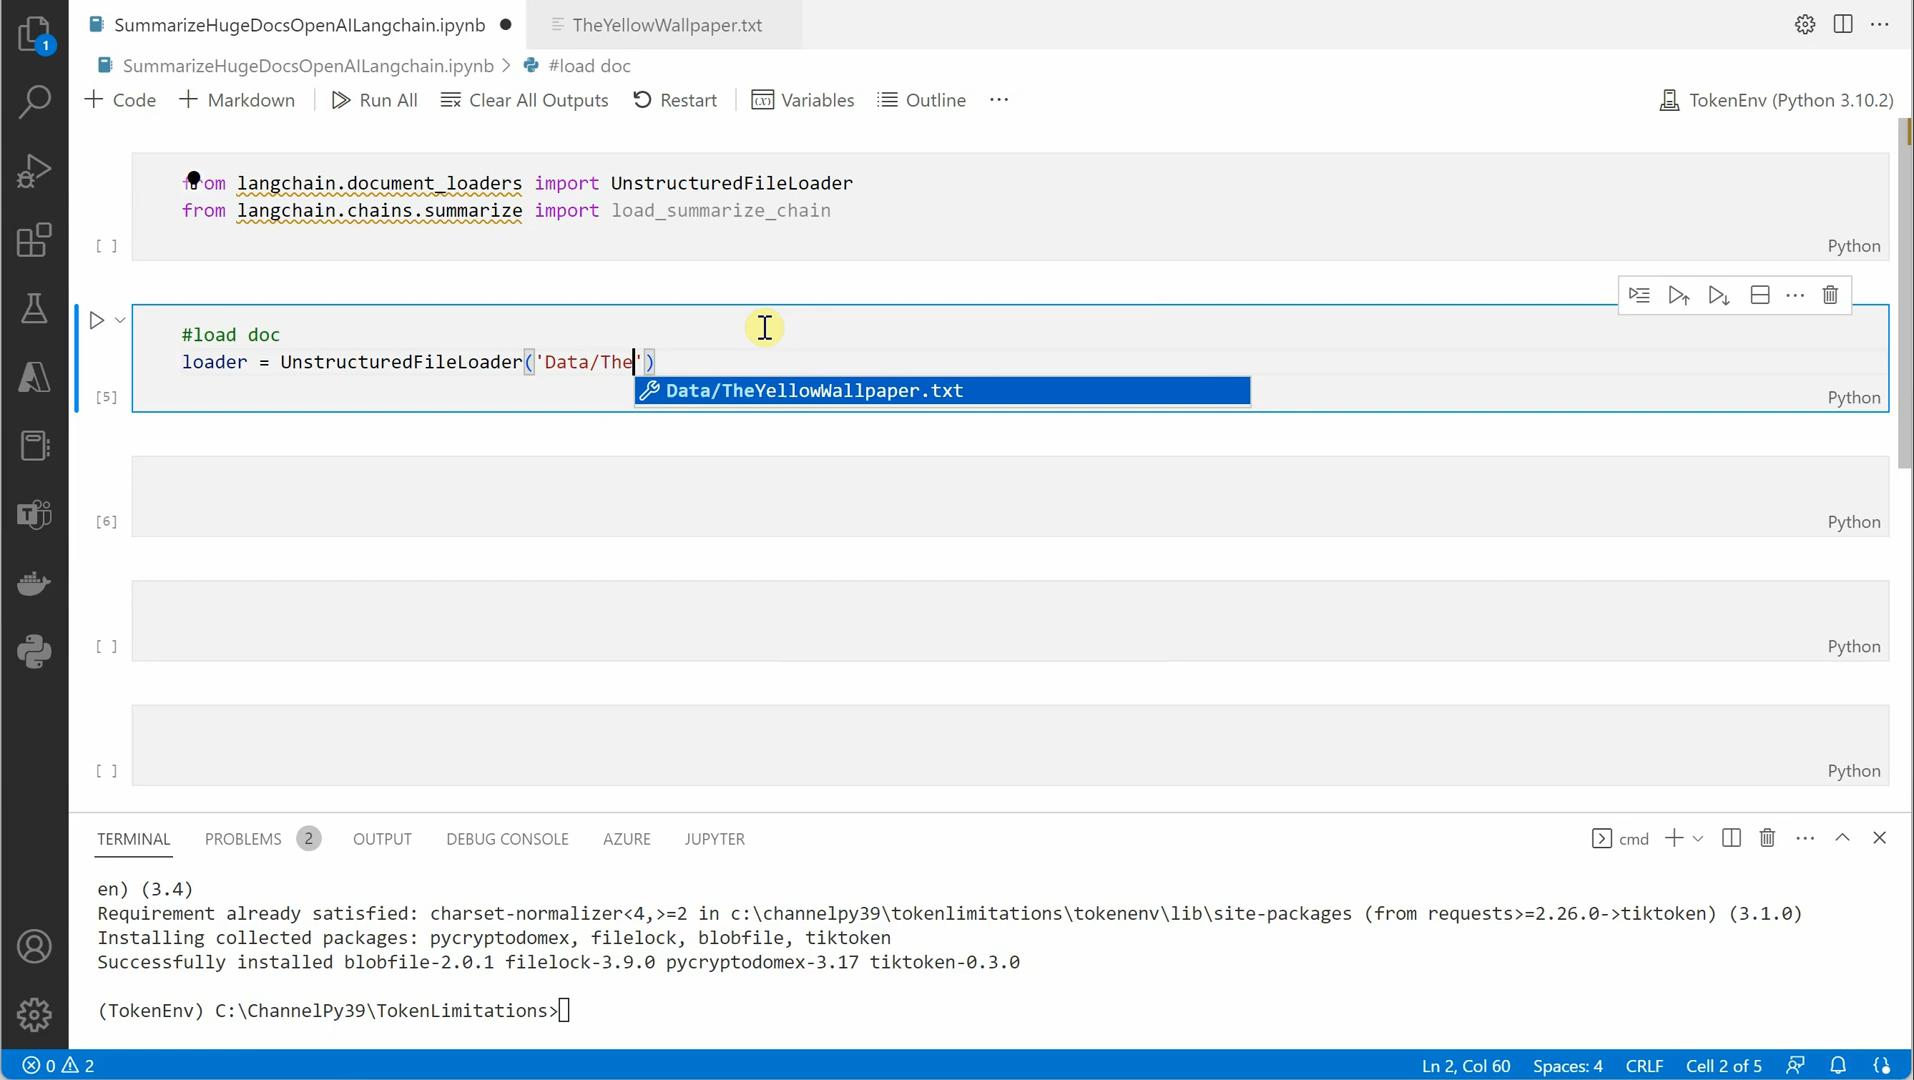 SummarizeHugeDocsOpenAILangchain.ipynb
TheYellowWallpaper.txt
1
SummarizeHugeDocsOpenAILangchain.ipynb > #load doc
Code Markdown Run All Clear All Outputs Restart Variables Outline ... TokenEnv (Python 3.10.2)
from langchain.document_loaders import UnstructuredFileLoader
from langchain.chains.summarize import load_summarize_chain
[ ] Python
#load doc
loader = UnstructuredFileLoader('Data/The')
Data/TheYellowWallpaper.txt
[5] Python
[6] Python
[ ] Python
[ ] Python
TERMINAL PROBLEMS 2 OUTPUT DEBUG CONSOLE AZURE JUPYTER cmd
en) (3.4)
Requirement already satisfied: charset-normalizer<4,>=2 in c:\channelpy39\tokenlimitations\tokenenv\lib\site-packages (from requests>=2.26.0->tiktoken) (3.1.0)
Installing collected packages: pycryptodomex, filelock, blobfile, tiktoken
Successfully installed blobfile-2.0.1 filelock-3.9.0 pycryptodomex-3.17 tiktoken-0.3.0
(TokenEnv) C:\ChannelPy39\TokenLimitations>
0 2 Ln 2, Col 60 Spaces: 4 CRLF Cell 2 of 5